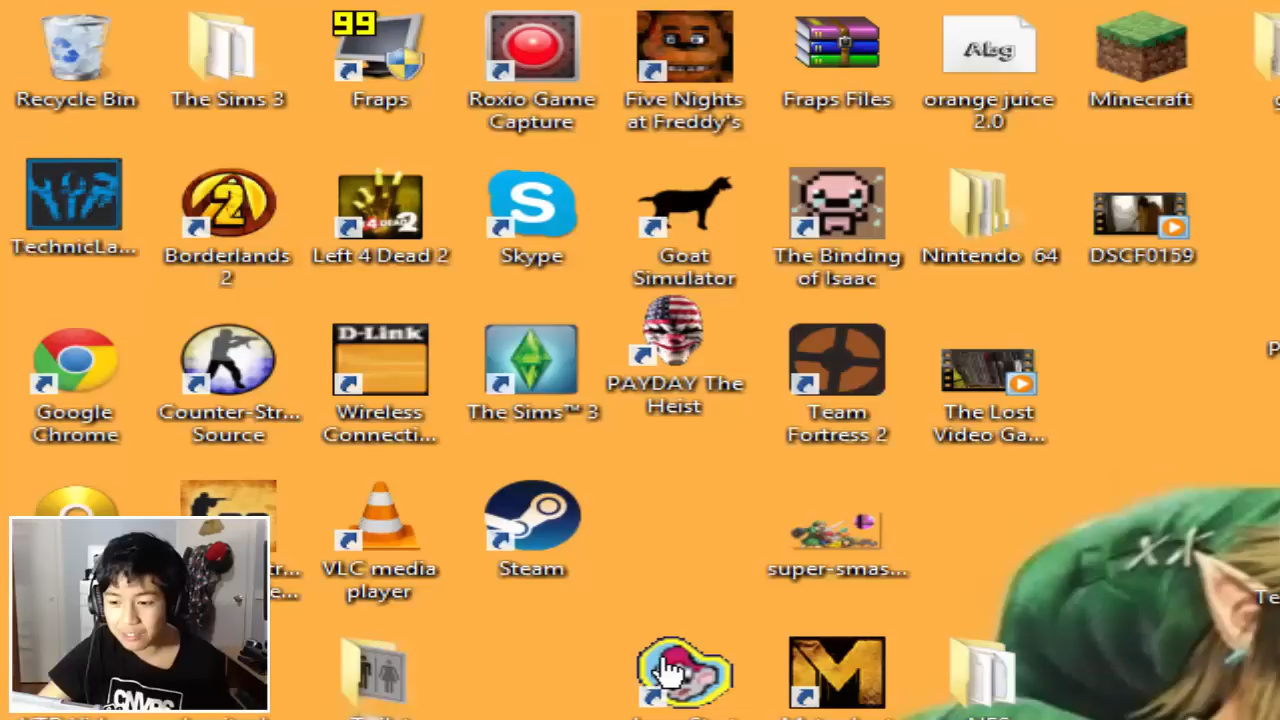 99
Recycle Bin
The Sims 3
Fraps
Roxio Game
Capture
Five Nights
at Freddy's
Fraps Files
Abg
orange juice
2.0
Minecraft
TechnicLa...
Borderlands
2
2
4 DEAD 2
Left 4 Dead 2
S
Skype
Goat
Simulator
The Binding
of Isaac
Nintendo 64
DSCF0159
Google
Chrome
Counter-Str...
Source
D-Link
Wireless
Connecti...
The Sims™ 3
PAYDAY The
Heist
Team
Fortress 2
The Lost
Video Ga...
VLC media
player
Steam
super-smas...
Te
M